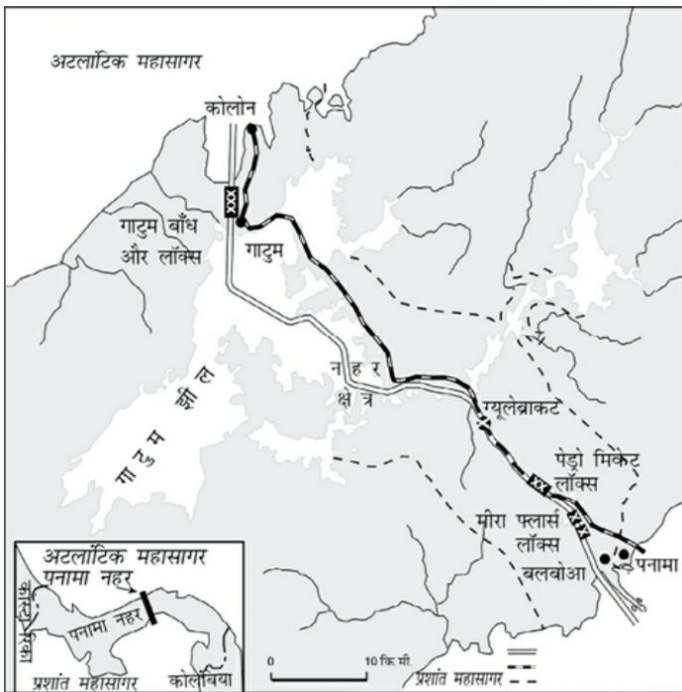 अटलांटिक महासागर
कोलोन
गाटुम बाँध
और लॉक्स
गाटुम
नहर
क्षेत्र
गाटुम झील
ग्यूलेब्राकट
पेड्रो मिकेट
लॉक्स
मीरा फ्लार्स
लॉक्स
बलबोआ
पनामा
अटलांटिक महासागर
पनामा नहर
पनामा नहर
प्रशांत महासागर
कोलंबिया
0
10 कि.मी.
प्रशांत महासागर